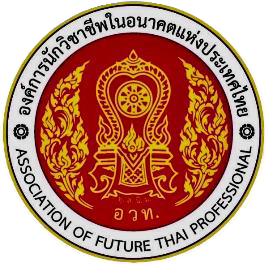 องค์การนักวิชาชีพในอนาคตแห่งประเทศไทย
อวท.
ASSOCIATION OF FUTURE THAI PROFESSIONAL